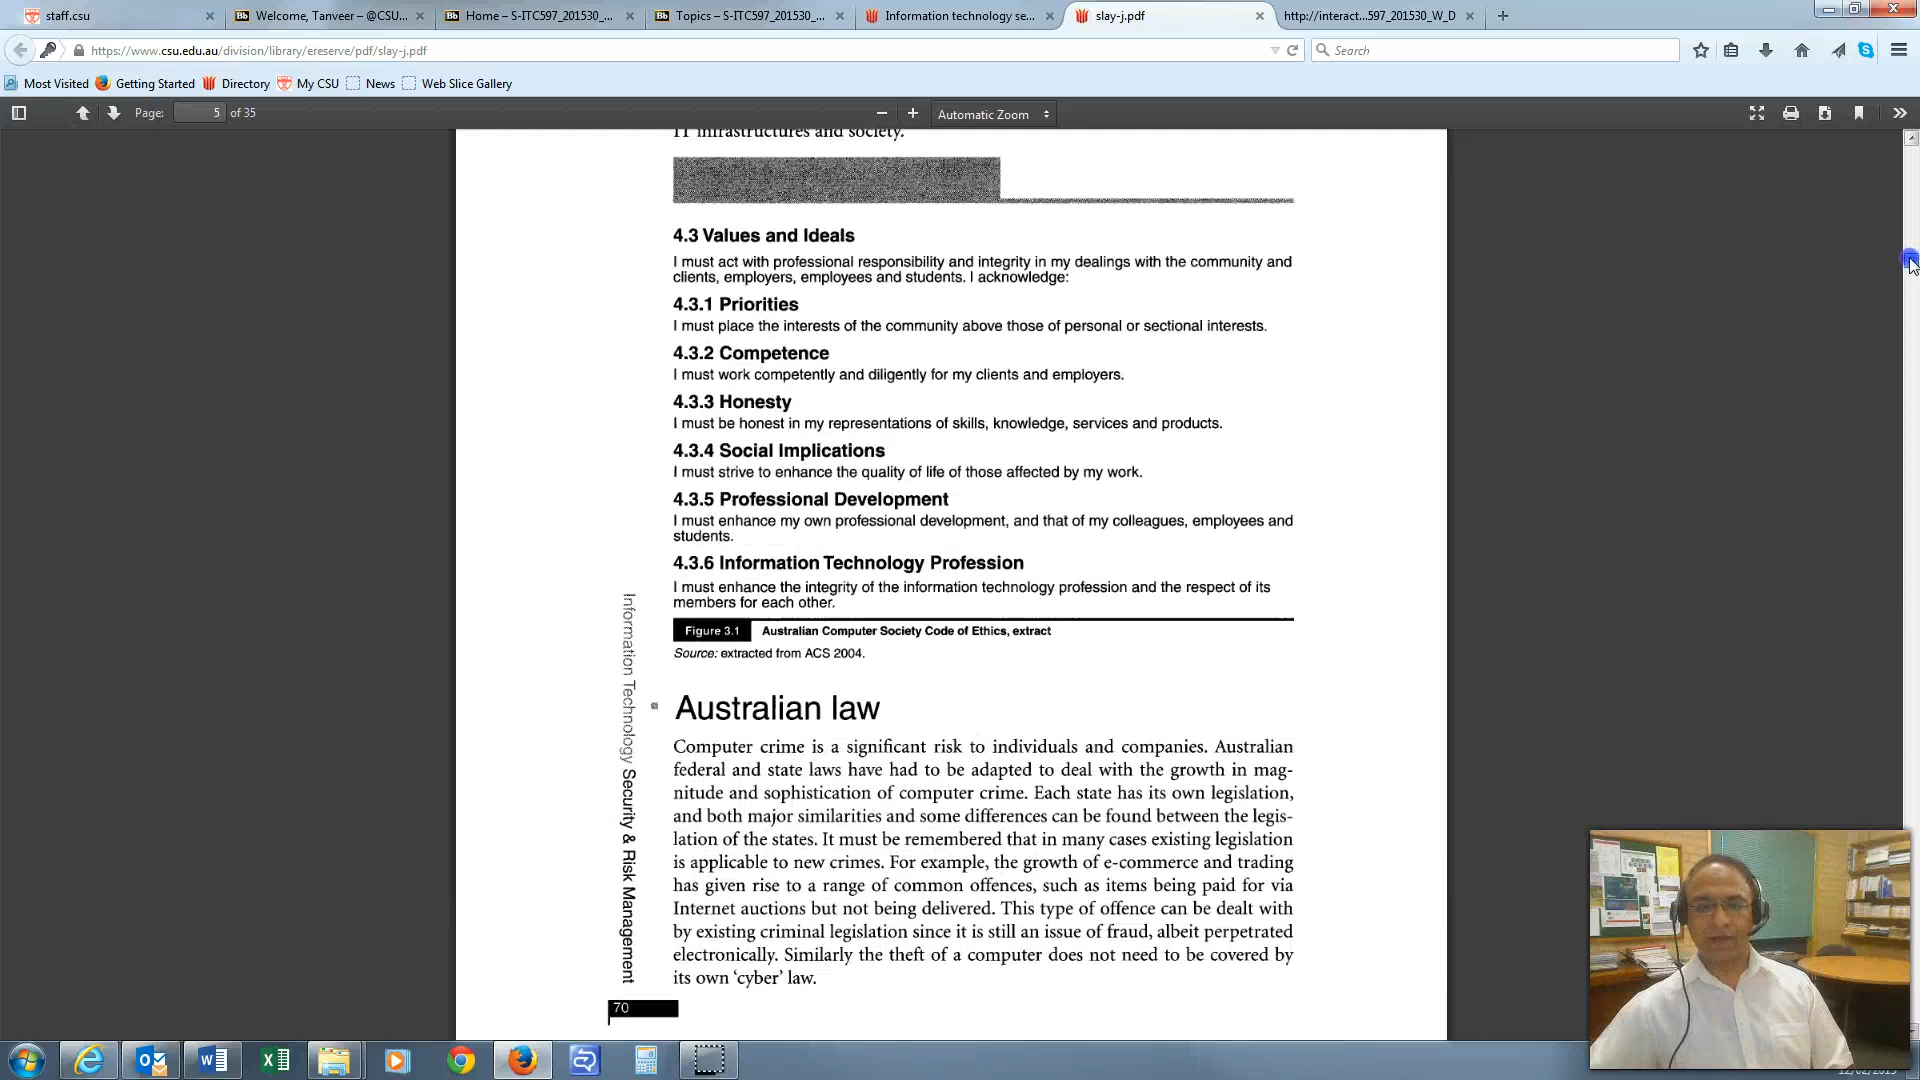 staff.csu
Welcome, Tanveer – @CSU...
Home – S-ITC597_201530_...
Topics – S-ITC597_201530_...
Information technology se...
slay-j.pdf
http://interact...597_201530_W_D
https://www.csu.edu.au/division/library/ereserve/pdf/slay-j.pdf
Search
Most Visited
Getting Started
Directory
My CSU
News
Web Slice Gallery
Page: 5 of 35
Automatic Zoom
IT infrastructures and society.
4.3 Values and Ideals
I must act with professional responsibility and integrity in my dealings with the community and
clients, employers, employees and students. I acknowledge:
4.3.1 Priorities
I must place the interests of the community above those of personal or sectional interests.
4.3.2 Competence
I must work competently and diligently for my clients and employers.
4.3.3 Honesty
I must be honest in my representations of skills, knowledge, services and products.
4.3.4 Social Implications
I must strive to enhance the quality of life of those affected by my work.
4.3.5 Professional Development
I must enhance my own professional development, and that of my colleagues, employees and
students.
4.3.6 Information Technology Profession
I must enhance the integrity of the information technology profession and the respect of its
members for each other.
Figure 3.1 Australian Computer Society Code of Ethics, extract
Source: extracted from ACS 2004.
Australian law
Computer crime is a significant risk to individuals and companies. Australian
federal and state laws have had to be adapted to deal with the growth in mag-
nitude and sophistication of computer crime. Each state has its own legislation,
and both major similarities and some differences can be found between the legis-
lation of the states. It must be remembered that in many cases existing legislation
is applicable to new crimes. For example, the growth of e-commerce and trading
has given rise to a range of common offences, such as items being paid for via
Internet auctions but not being delivered. This type of offence can be dealt with
by existing criminal legislation since it is still an issue of fraud, albeit perpetrated
electronically. Similarly the theft of a computer does not need to be covered by
its own ‘cyber’ law.
Information Technology Security & Risk Management
70